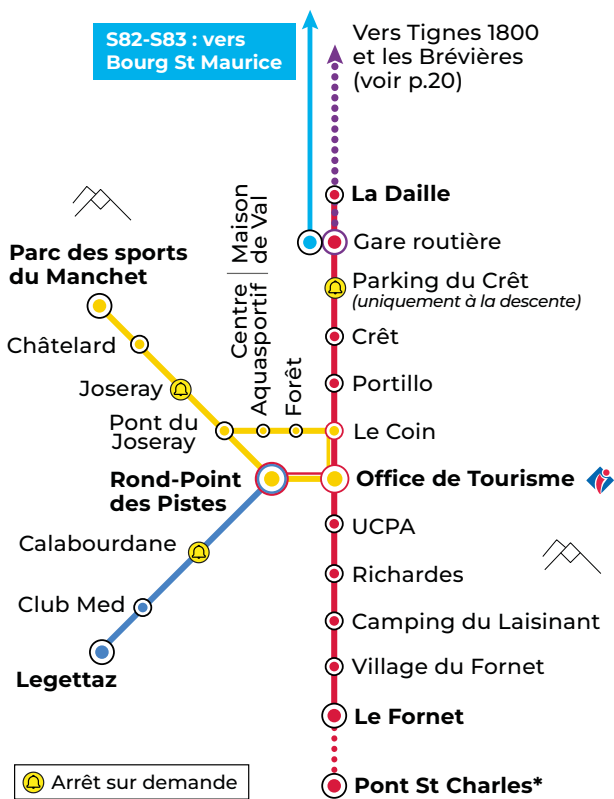 S82-S83 : vers
Bourg St Maurice
Vers Tignes 1800
et les Brévières
(voir p.20)
La Daille
Gare routière
Parking du Crêt
(uniquement à la descente)
Crêt
Portillo
Le Coin
Office de Tourisme
UCPA
Richardes
Camping du Laisinant
Village du Fornet
Le Fornet
Pont St Charles*
Parc des sports
du Manchet
Châtelard
Joseray
Pont du
Joseray
Centre
Aquasportif
Maison
de Val
Forêt
Rond-Point
des Pistes
Calabourdane
Club Med
Legettaz
Arrêt sur demande